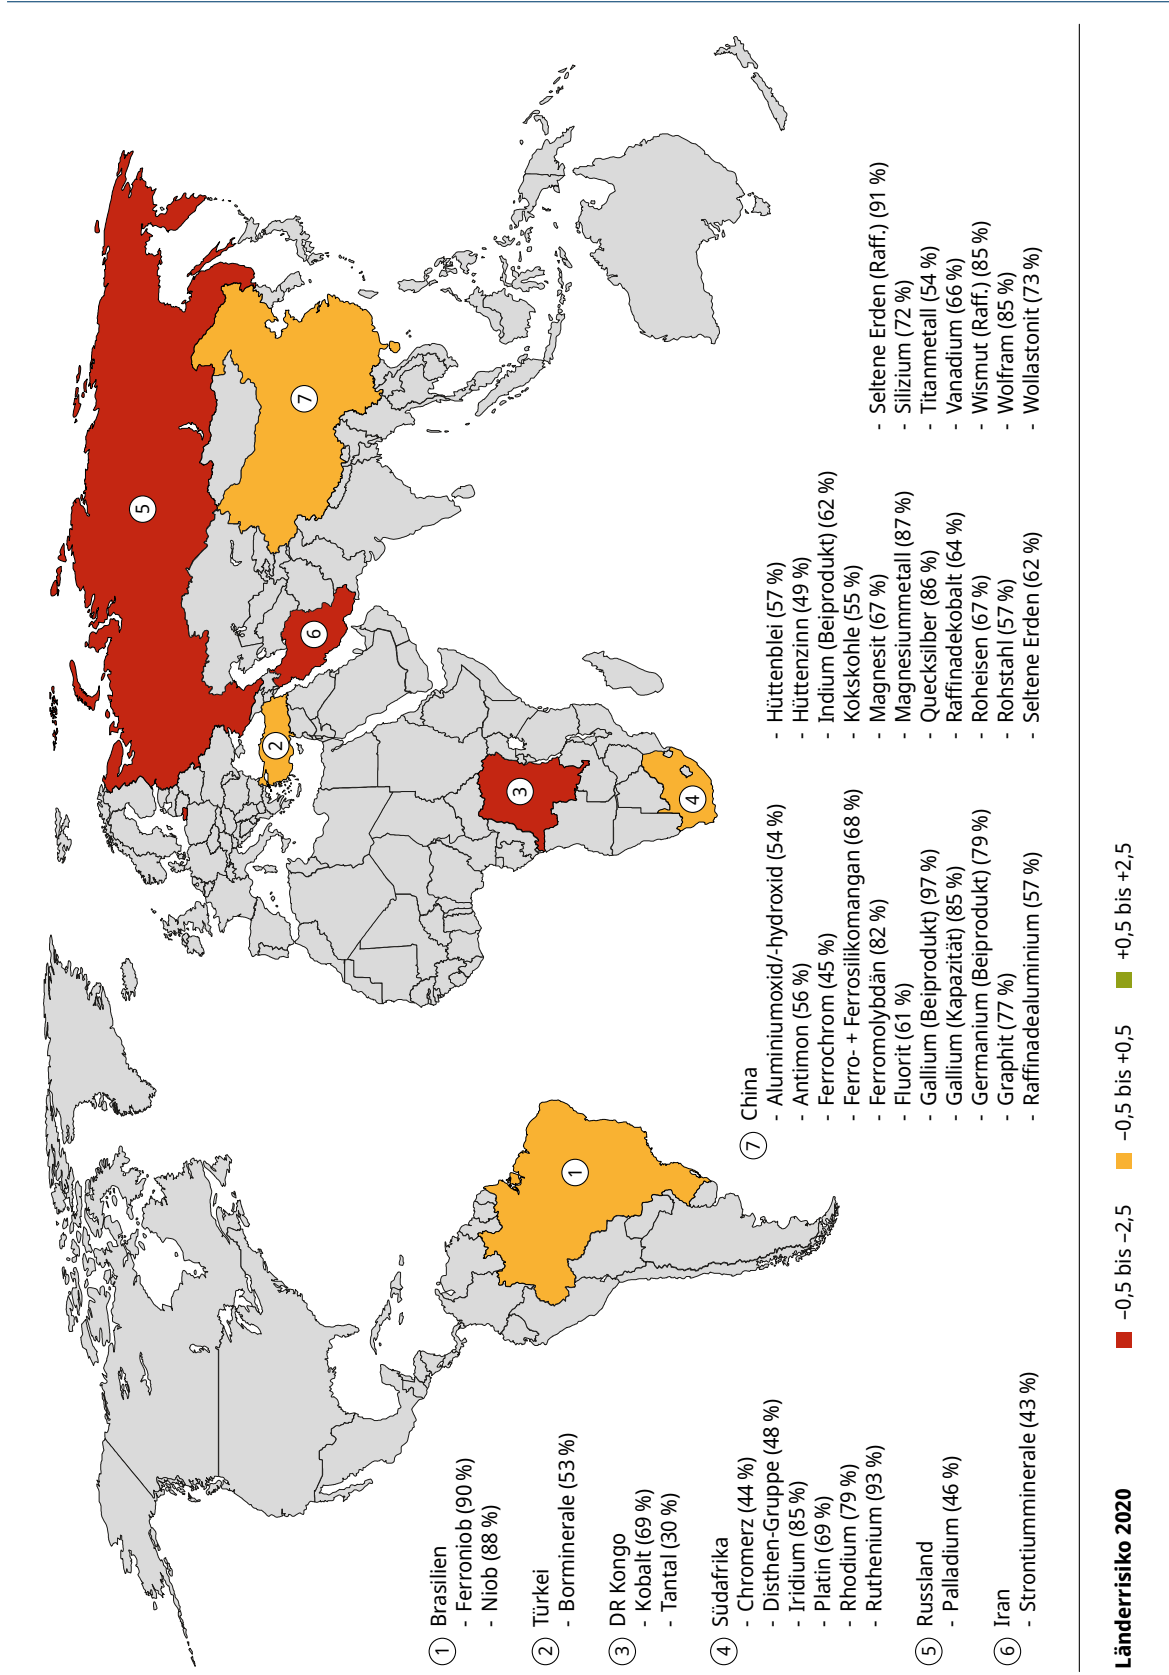 1 Brasilien
- Ferroniob (90 %)
- Niob (88 %)
2 Türkei
- Borminerale (53 %)
3 DR Kongo
- Kobalt (69 %)
- Tantal (30 %)
4 Südafrika
- Chromerz (44 %)
- Disthen-Gruppe (48 %)
- Iridium (85 %)
- Platin (69 %)
- Rhodium (79 %)
- Ruthenium (93 %)
5 Russland
- Palladium (46 %)
6 Iran
- Strontiumminerale (43 %)
7 China
- Aluminiumoxid/-hydroxid (54 %)
- Antimon (56 %)
- Ferrochrom (45 %)
- Ferro- + Ferrosilikomangan (68 %)
- Ferromolybdän (82 %)
- Fluorit (61 %)
- Gallium (Beiprodukt) (97 %)
- Gallium (Kapazität) (85 %)
- Germanium (Beiprodukt) (79 %)
- Graphit (77 %)
- Raffinadealuminium (57 %)
- Hüttenblei (57 %)
- Hüttenzinn (49 %)
- Indium (Beiprodukt) (62 %)
- Kokskohle (55 %)
- Magnesit (67 %)
- Magnesiummetall (87 %)
- Quecksilber (86 %)
- Raffinadekobalt (64 %)
- Roheisen (67 %)
- Rohstahl (57 %)
- Seltene Erden (62 %)
- Seltene Erden (Raff.) (91 %)
- Silizium (72 %)
- Titanmetall (54 %)
- Vanadium (66 %)
- Wismut (Raff.) (85 %)
- Wolfram (85 %)
- Wollastonit (73 %)
1
2
3
4
5
6
7
Länderrisiko 2020
−0,5 bis −2,5
−0,5 bis +0,5
+0,5 bis +2,5